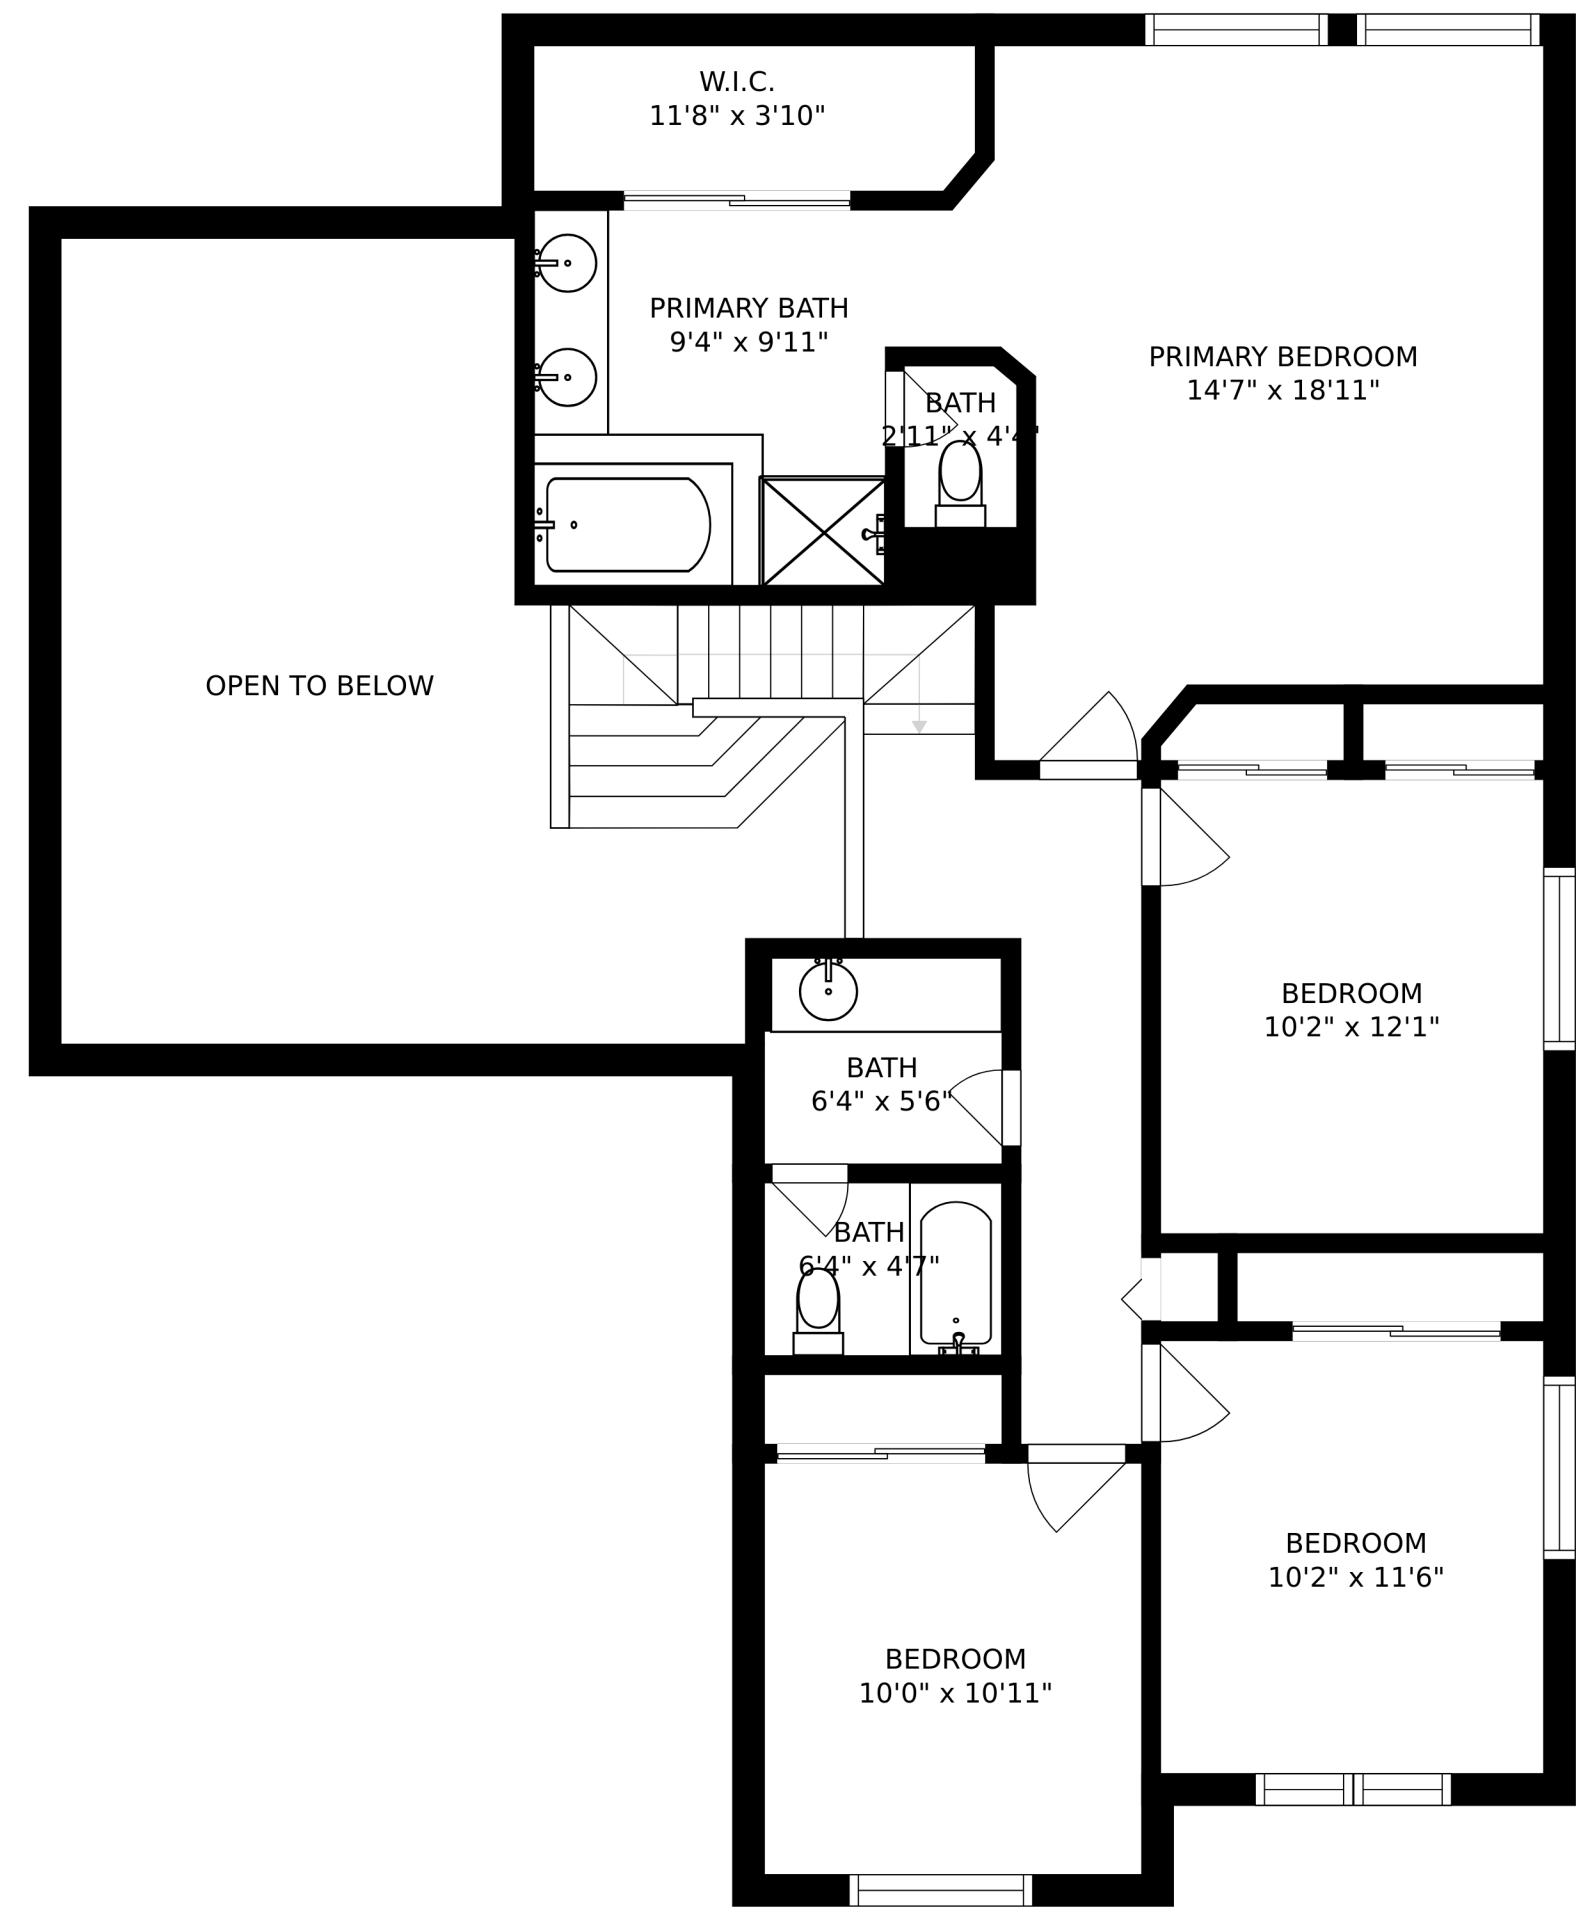 W.I.C.
11'8" x 3'10"
PRIMARY BATH
9'4" x 9'11"
PRIMARY BEDROOM
14'7" x 18'11"
BATH
2'11" x 4'4"
OPEN TO BELOW
BEDROOM
10'2" x 12'1"
BATH
6'4" x 5'6"
BATH
6'4" x 4'7"
BEDROOM
10'2" x 11'6"
BEDROOM
10'0" x 10'11"